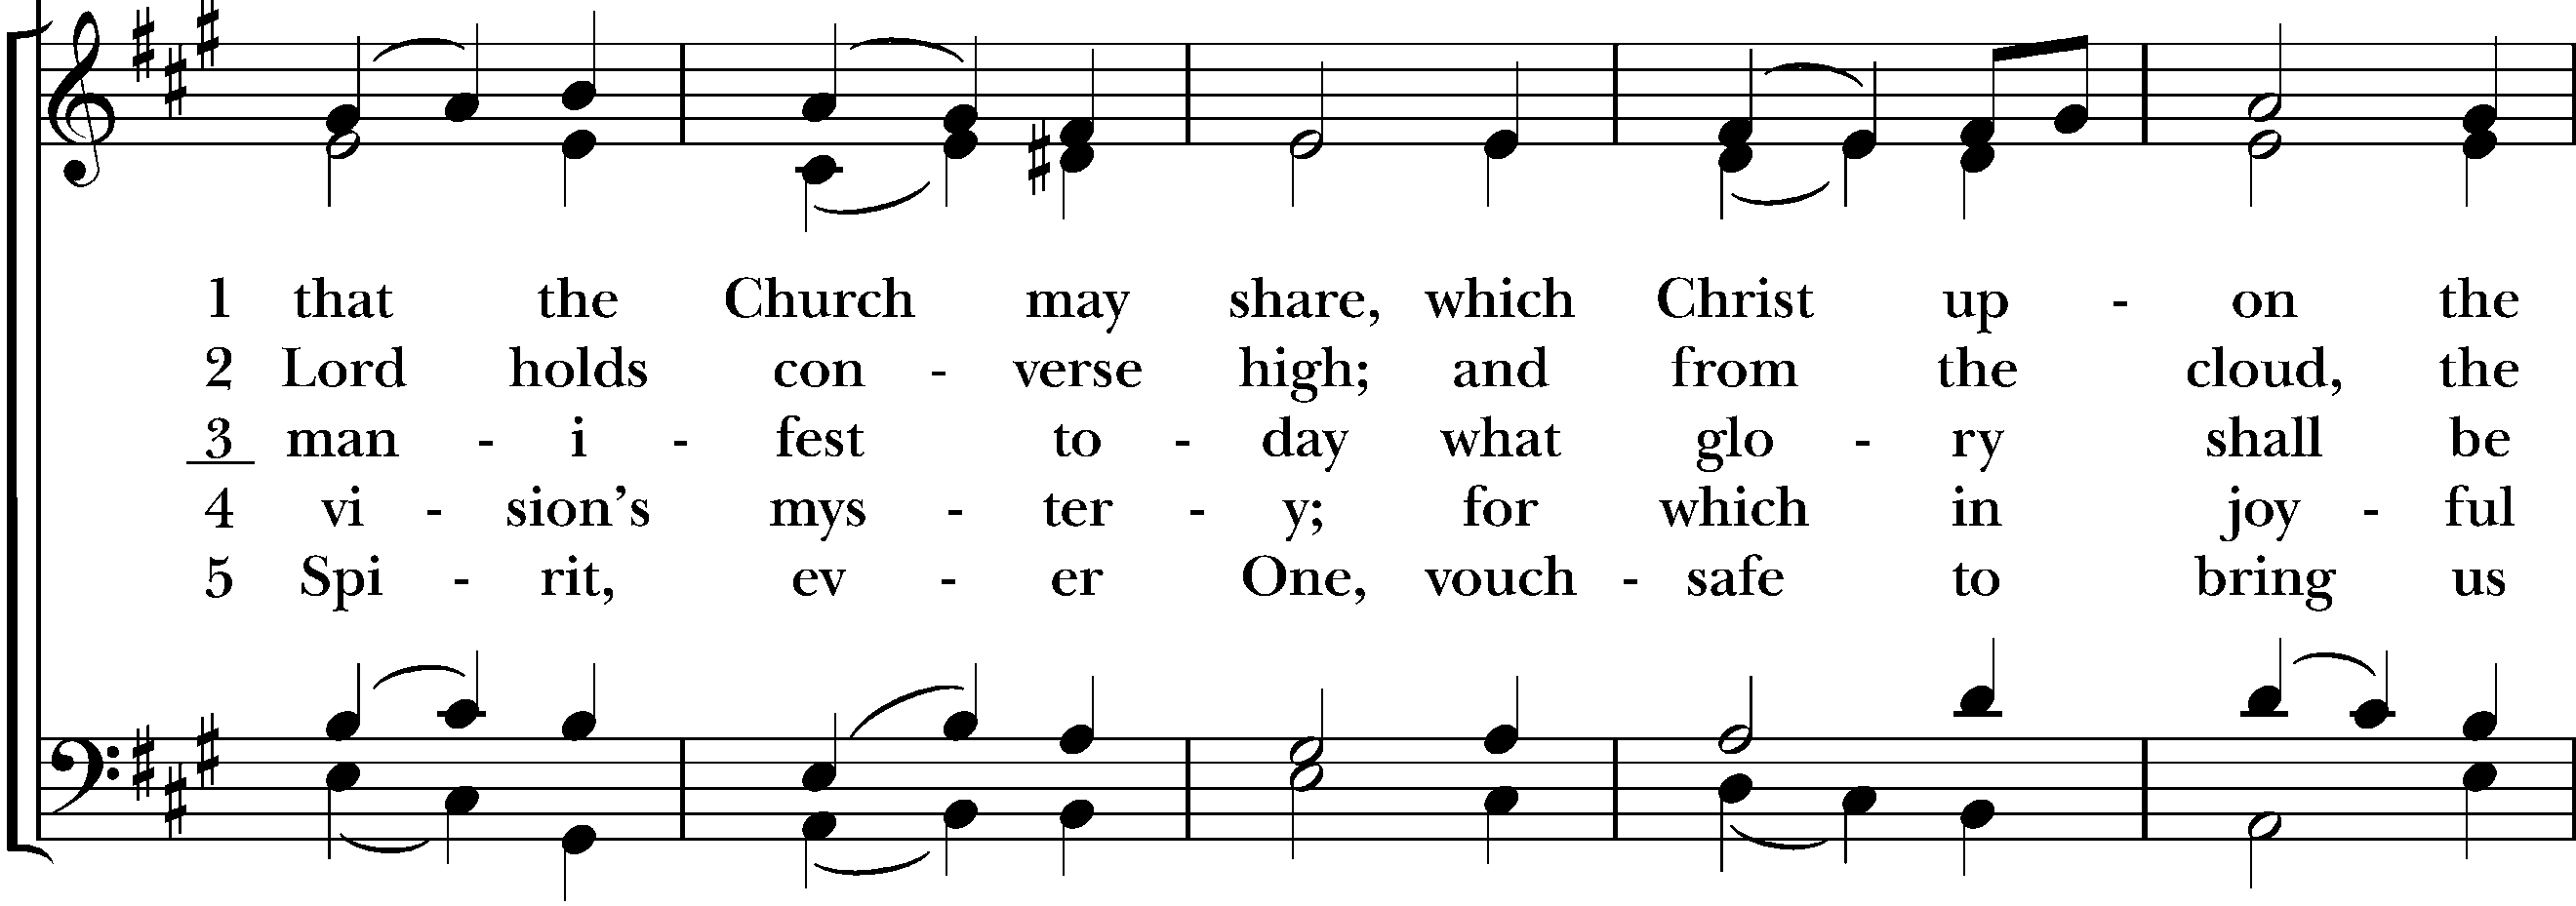 1 that the Church may share, which Christ up - on the
2 Lord holds con - verse high; and from the cloud, the
3 man - i - fest to - day what glo - ry shall be
4 vi - sion's mys - ter - y; for which in joy - ful
5 Spi - rit, ev - er One, vouch - safe to bring us